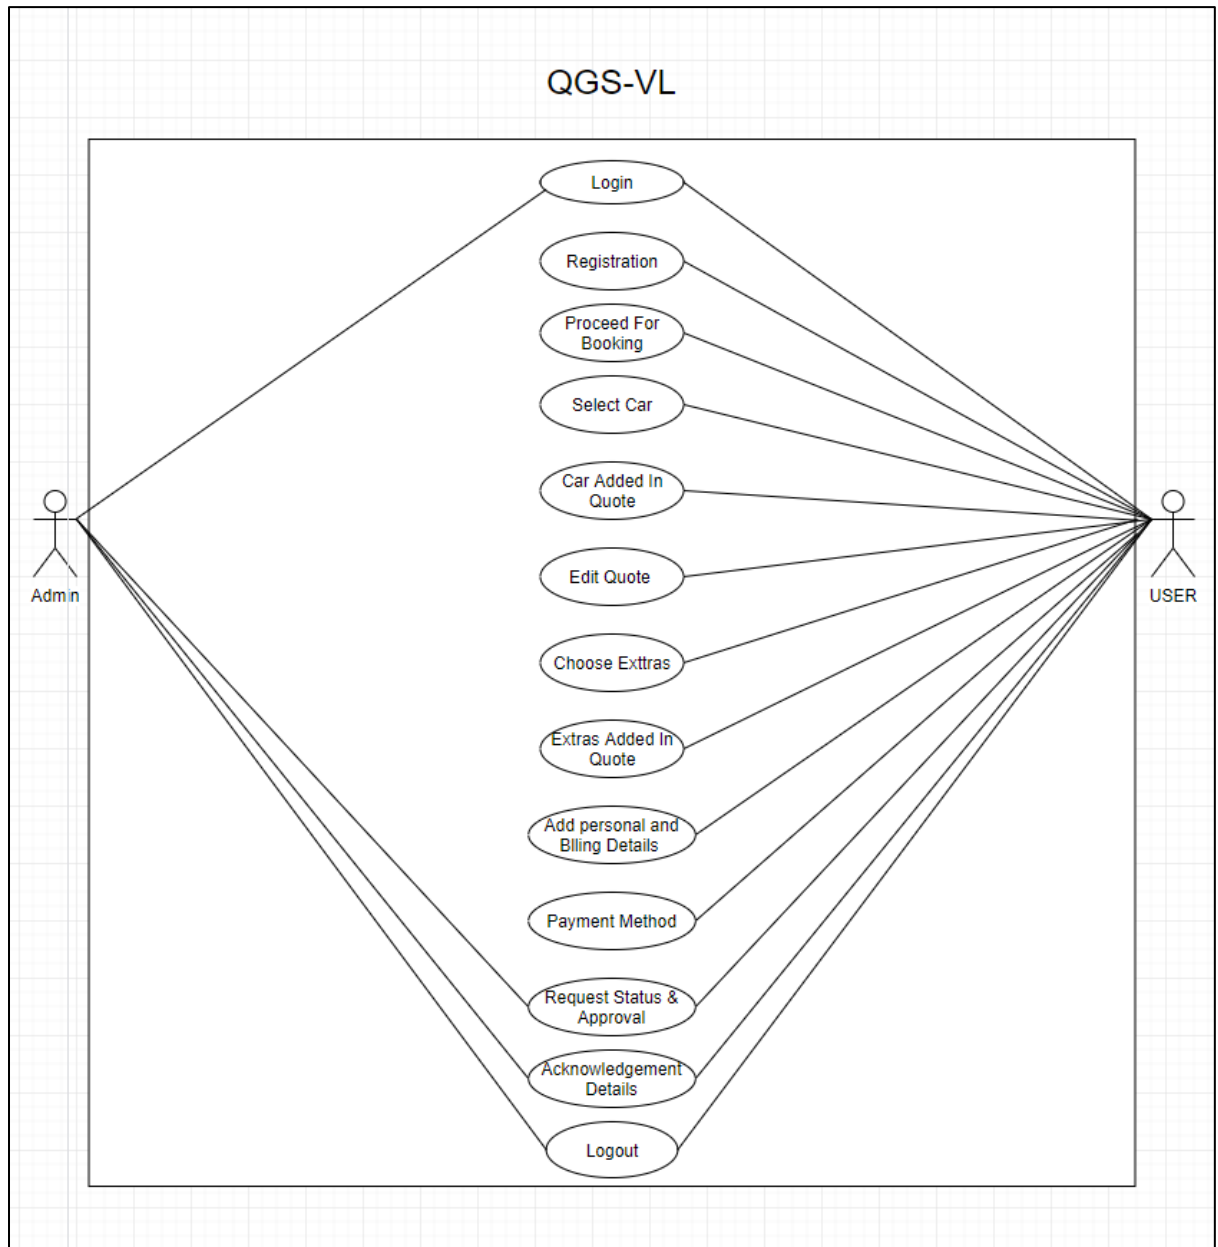 QGS-VL
Login
Registration
Proceed For
Booking
Select Car
Car Added In
Quote
Admin
USER
Edit Quote
Choose Exttras
Extras Added In
Quote
Add personal and
BIling Details
Payment Method
Request Status &
Approval
Acknowledgement
Details
Logout